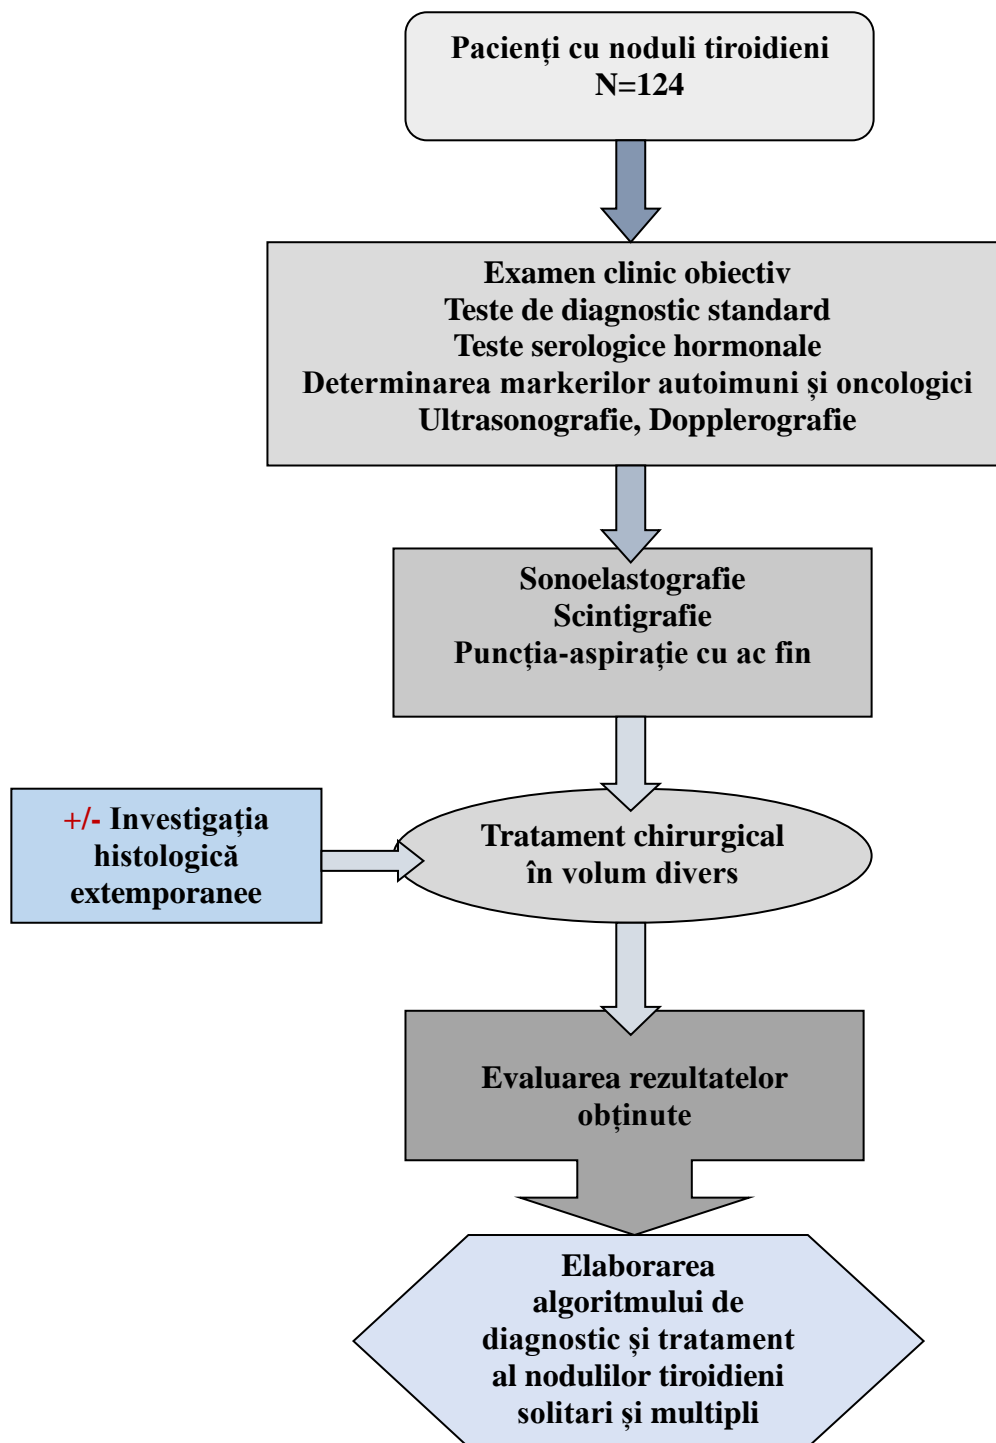 Pacienți cu noduli tiroidieni
N=124
Examen clinic obiectiv
Teste de diagnostic standard
Teste serologice hormonale
Determinarea markerilor autoimuni și oncologici
Ultrasonografie, Dopplerografie
Sonoelastografie
Scintigrafie
Puncția-aspirație cu ac fin
+/- Investigația
histologică
extemporanee
Tratament chirurgical
în volum divers
Evaluarea rezultatelor
obținute
Elaborarea
algoritmului de
diagnostic și tratament
al nodulilor tiroidieni
solitari și multipli